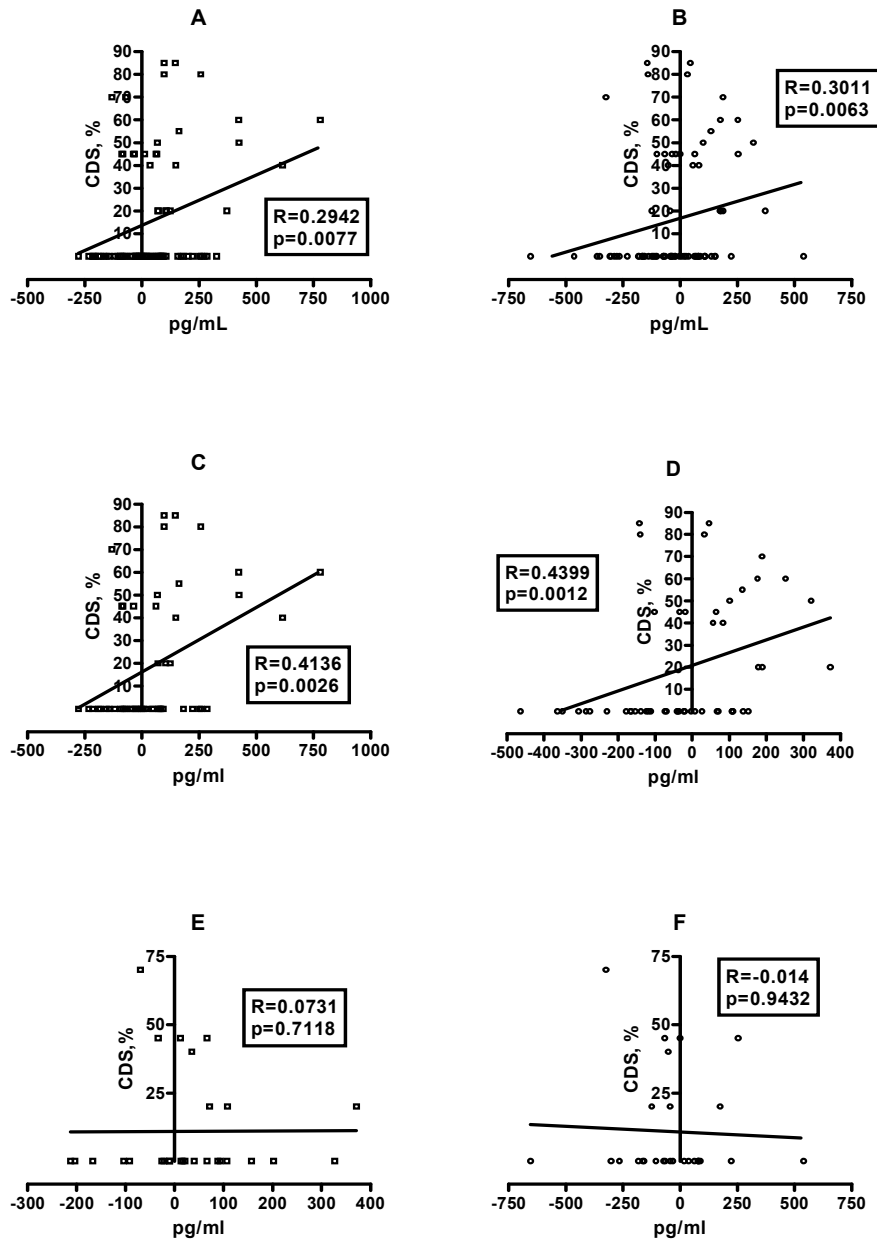 A
CDS, %
90
80
70
60
50
40
30
20
10
R=0.2942
p=0.0077
-500 -250 0 250 500 750 1000
pg/mL
B
CDS, %
90
80
70
60
50
40
30
20
10
R=0.3011
p=0.0063
-750 -500 -250 0 250 500 750
pg/mL
C
CDS, %
90
80
70
60
50
40
30
20
10
R=0.4136
p=0.0026
-500 -250 0 250 500 750 1000
pg/ml
D
CDS, %
90
80
70
60
50
40
30
20
10
R=0.4399
p=0.0012
-500 -400 -300 -200 -100 0 100 200 300 400
pg/ml
E
CDS, %
75
50
25
R=0.0731
p=0.7118
-300 -200 -100 0 100 200 300 400
pg/ml
F
CDS, %
75
50
25
R=-0.014
p=0.9432
-750 -500 -250 0 250 500 750
pg/ml